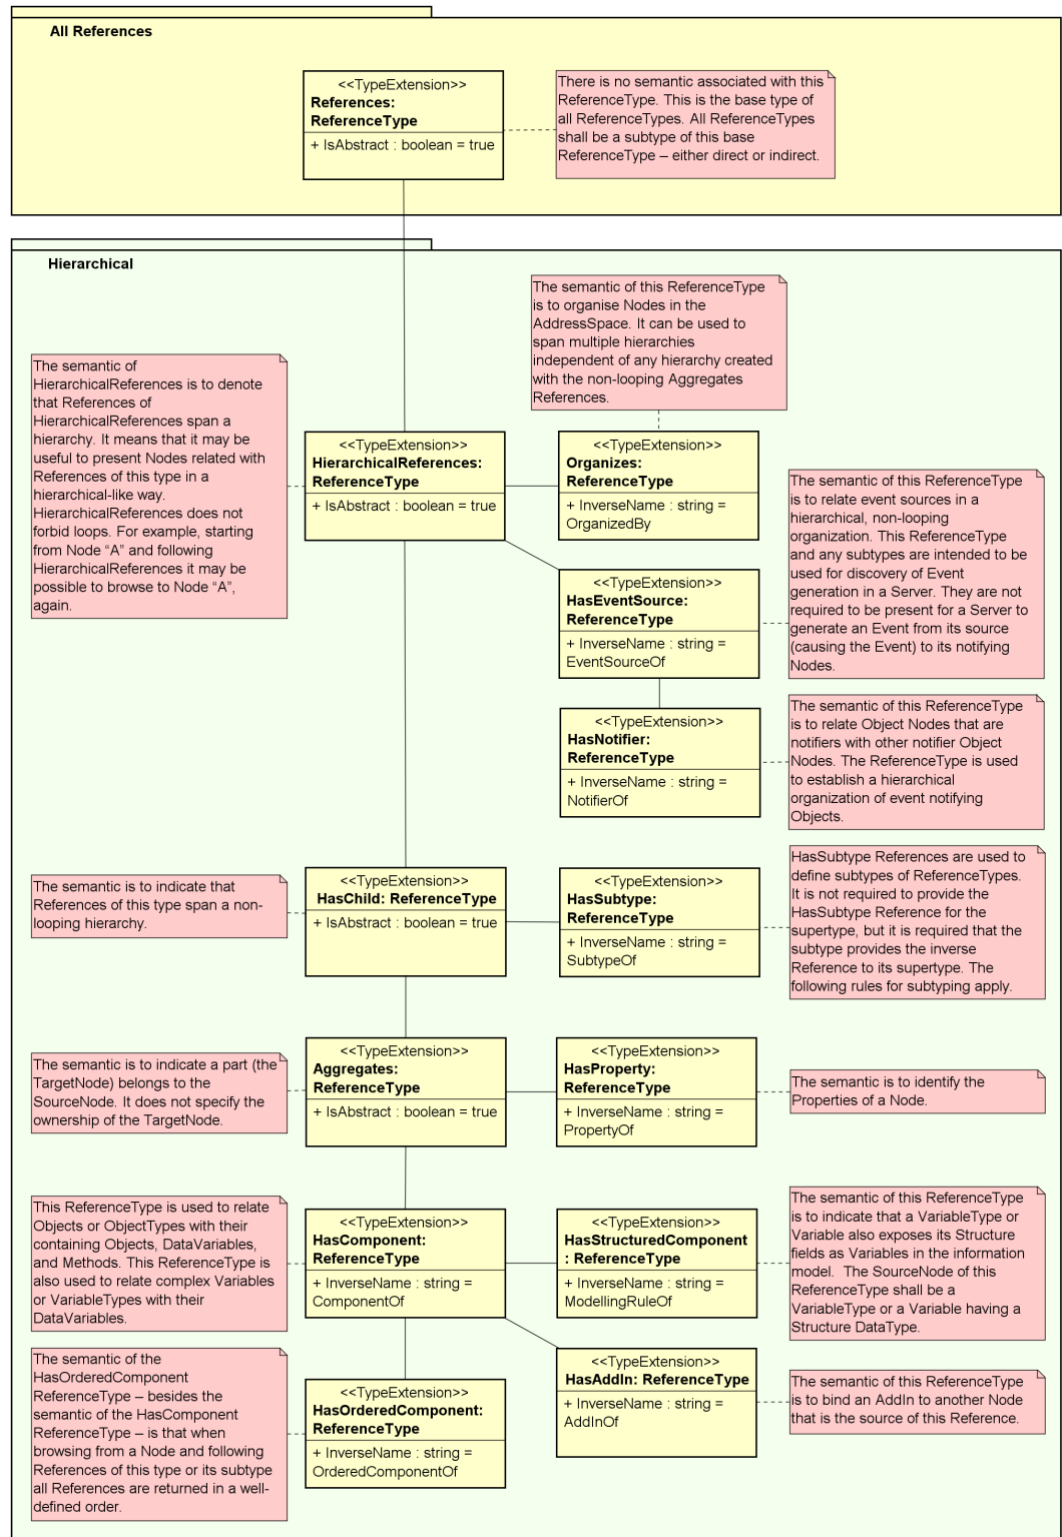 All References
<<TypeExtension>>
References:
ReferenceType
+ IsAbstract : boolean = true
There is no semantic associated with this
ReferenceType. This is the base type of
all ReferenceTypes. All ReferenceTypes
shall be a subtype of this base
ReferenceType – either direct or indirect.
Hierarchical
The semantic of this ReferenceType
is to organise Nodes in the
AddressSpace. It can be used to
span multiple hierarchies
independent of any hierarchy created
with the non-looping Aggregates
References.
The semantic of
HierarchicalReferences is to denote
that References of
HierarchicalReferences span a
hierarchy. It means that it may be
useful to present Nodes related with
References of this type in a
hierarchical-like way.
HierarchicalReferences does not
forbid loops. For example, starting
from Node “A” and following
HierarchicalReferences it may be
possible to browse to Node “A”,
again.
<<TypeExtension>>
HierarchicalReferences:
ReferenceType
+ IsAbstract : boolean = true
<<TypeExtension>>
Organizes:
ReferenceType
+ InverseName : string =
OrganizedBy
The semantic of this ReferenceType
is to relate event sources in a
hierarchical, non-looping
organization. This ReferenceType
and any subtypes are intended to be
used for discovery of Event
generation in a Server. They are not
required to be present for a Server to
generate an Event from its source
(causing the Event) to its notifying
Nodes.
<<TypeExtension>>
HasEventSource:
ReferenceType
+ InverseName : string =
EventSourceOf
<<TypeExtension>>
HasNotifier:
ReferenceType
+ InverseName : string =
NotifierOf
The semantic of this ReferenceType
is to relate Object Nodes that are
notifiers with other notifier Object
Nodes. The ReferenceType is used
to establish a hierarchical
organization of event notifying
Objects.
The semantic is to indicate that
References of this type span a non-
looping hierarchy.
<<TypeExtension>>
HasChild: ReferenceType
+ IsAbstract : boolean = true
<<TypeExtension>>
HasSubtype:
ReferenceType
+ InverseName : string =
SubtypeOf
HasSubtype References are used to
define subtypes of ReferenceTypes.
It is not required to provide the
HasSubtype Reference for the
supertype, but it is required that the
subtype provides the inverse
Reference to its supertype. The
following rules for subtyping apply.
The semantic is to indicate a part (the
TargetNode) belongs to the
SourceNode. It does not specify the
ownership of the TargetNode.
<<TypeExtension>>
Aggregates:
ReferenceType
+ IsAbstract : boolean = true
<<TypeExtension>>
HasProperty:
ReferenceType
+ InverseName : string =
PropertyOf
The semantic is to identify the
Properties of a Node.
This ReferenceType is used to relate
Objects or ObjectTypes with their
containing Objects, DataVariables,
and Methods. This ReferenceType is
also used to relate complex Variables
or VariableTypes with their
DataVariables.
<<TypeExtension>>
HasComponent:
ReferenceType
+ InverseName : string =
ComponentOf
<<TypeExtension>>
HasStructuredComponent
: ReferenceType
+ InverseName : string =
ModellingRuleOf
The semantic of this ReferenceType
is to indicate that a VariableType or
Variable also exposes its Structure
fields as Variables in the information
model.  The SourceNode of this
ReferenceType shall be a
VariableType or a Variable having a
Structure DataType.
The semantic of the
HasOrderedComponent
ReferenceType – besides the
semantic of the HasComponent
ReferenceType – is that when
browsing from a Node and following
References of this type or its subtype
all References are returned in a well-
defined order.
<<TypeExtension>>
HasOrderedComponent:
ReferenceType
+ InverseName : string =
OrderedComponentOf
<<TypeExtension>>
HasAddIn: ReferenceType
+ InverseName : string =
AddInOf
The semantic of this ReferenceType
is to bind an AddIn to another Node
that is the source of this Reference.